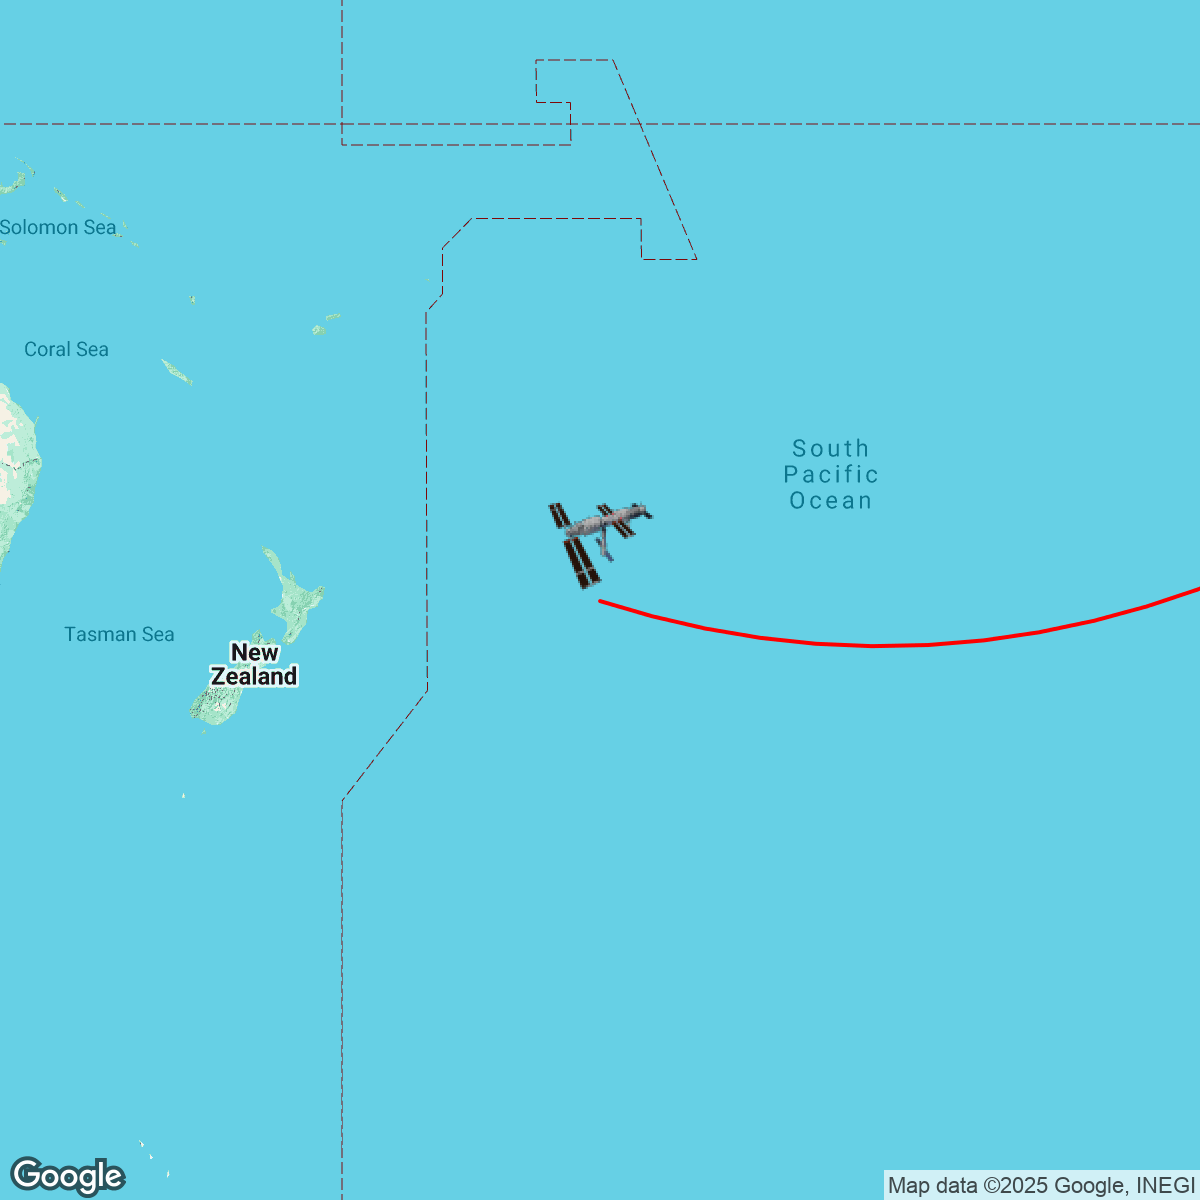 Solomon Sea
Coral Sea
South
Pacific
Ocean
Tasman Sea
New
Zealand
Google
Map data ©2025 Google, INEGI